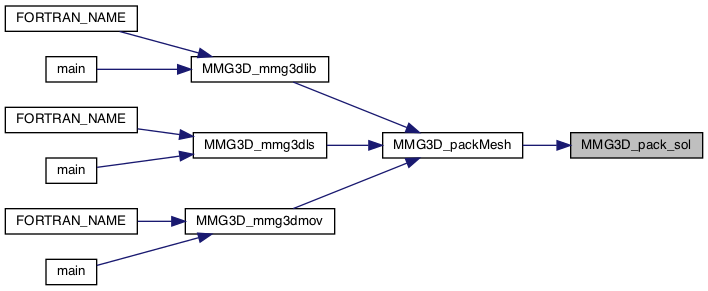 FORTRAN_NAME
main
MMG3D_mmg3dlib
FORTRAN_NAME
main
MMG3D_mmg3dls
MMG3D_packMesh
MMG3D_pack_sol
FORTRAN_NAME
main
MMG3D_mmg3dmov